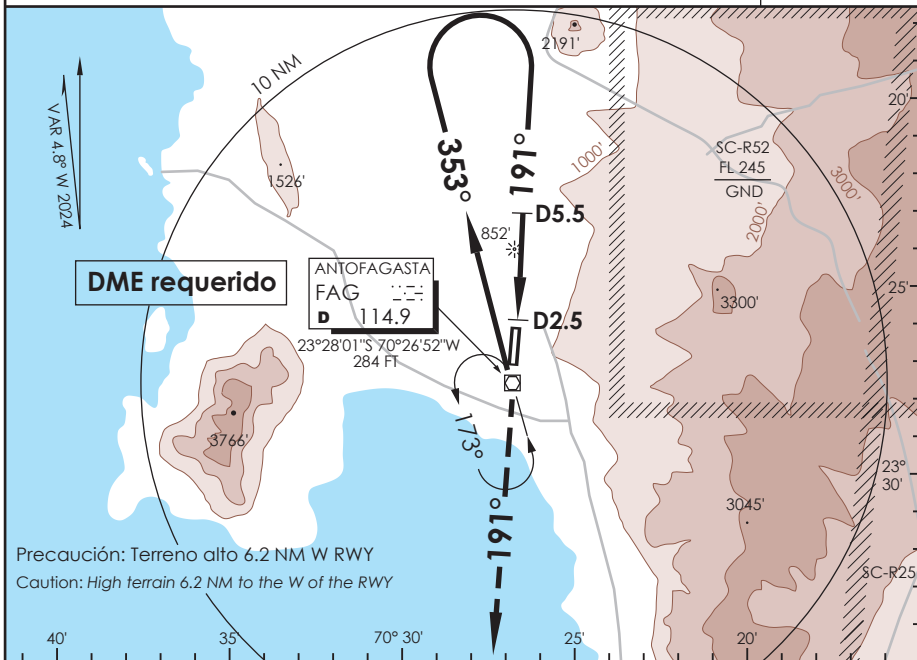 2191'
10 NM
VAR 4.8° W 2024
20'
353°
191°
1000'
SC-R52
FL 245
GND
3000'
2000'
1526'
D5.5
852'
DME requerido
ANTOFAGASTA
FAG
D 114.9
23°28'01"S 70°26'52"W
284 FT
25'
3300'
D2.5
3766'
173°
23°
30'
3045'
191°
Precaución: Terreno alto 6.2 NM W RWY
Caution: High terrain 6.2 NM to the W of the RWY
SC-R25
40'
35'
70° 30'
25'
20'